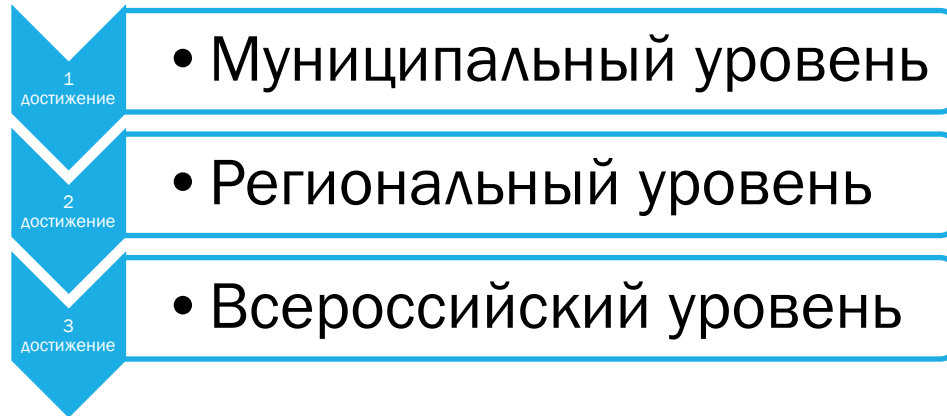 1
достижение
• Муниципальный уровень
2
достижение
• Региональный уровень
3
достижение
• Всероссийский уровень